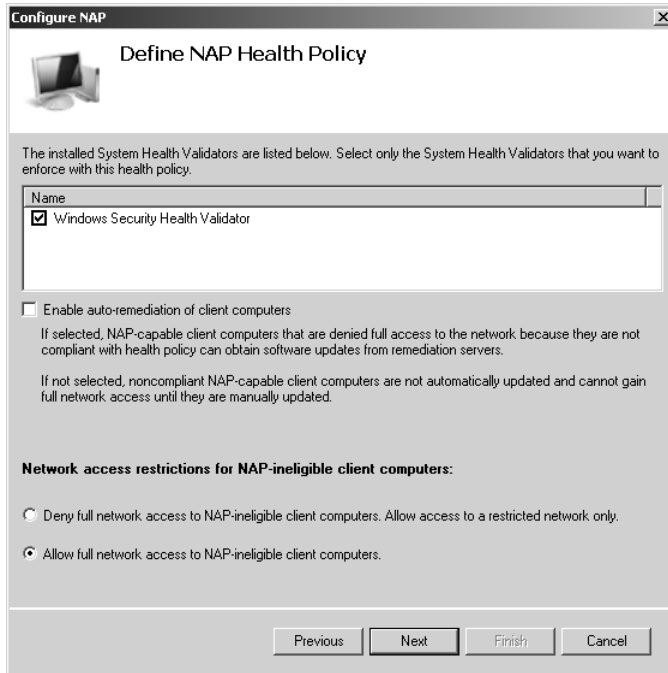 Configure NAP
Define NAP Health Policy
The installed System Health Validators are listed below. Select only the System Health Validators that you want to
enforce with this health policy.
Name
Windows Security Health Validator
Enable auto-remediation of client computers
If selected, NAP-capable client computers that are denied full access to the network because they are not
compliant with health policy can obtain software updates from remediation servers.
If not selected, noncompliant NAP-capable client computers are not automatically updated and cannot gain
full network access until they are manually updated.
Network access restrictions for NAP-ineligible client computers:
Deny full network access to NAP-ineligible client computers. Allow access to a restricted network only.
Allow full network access to NAP-ineligible client computers.
Previous Next Finish Cancel